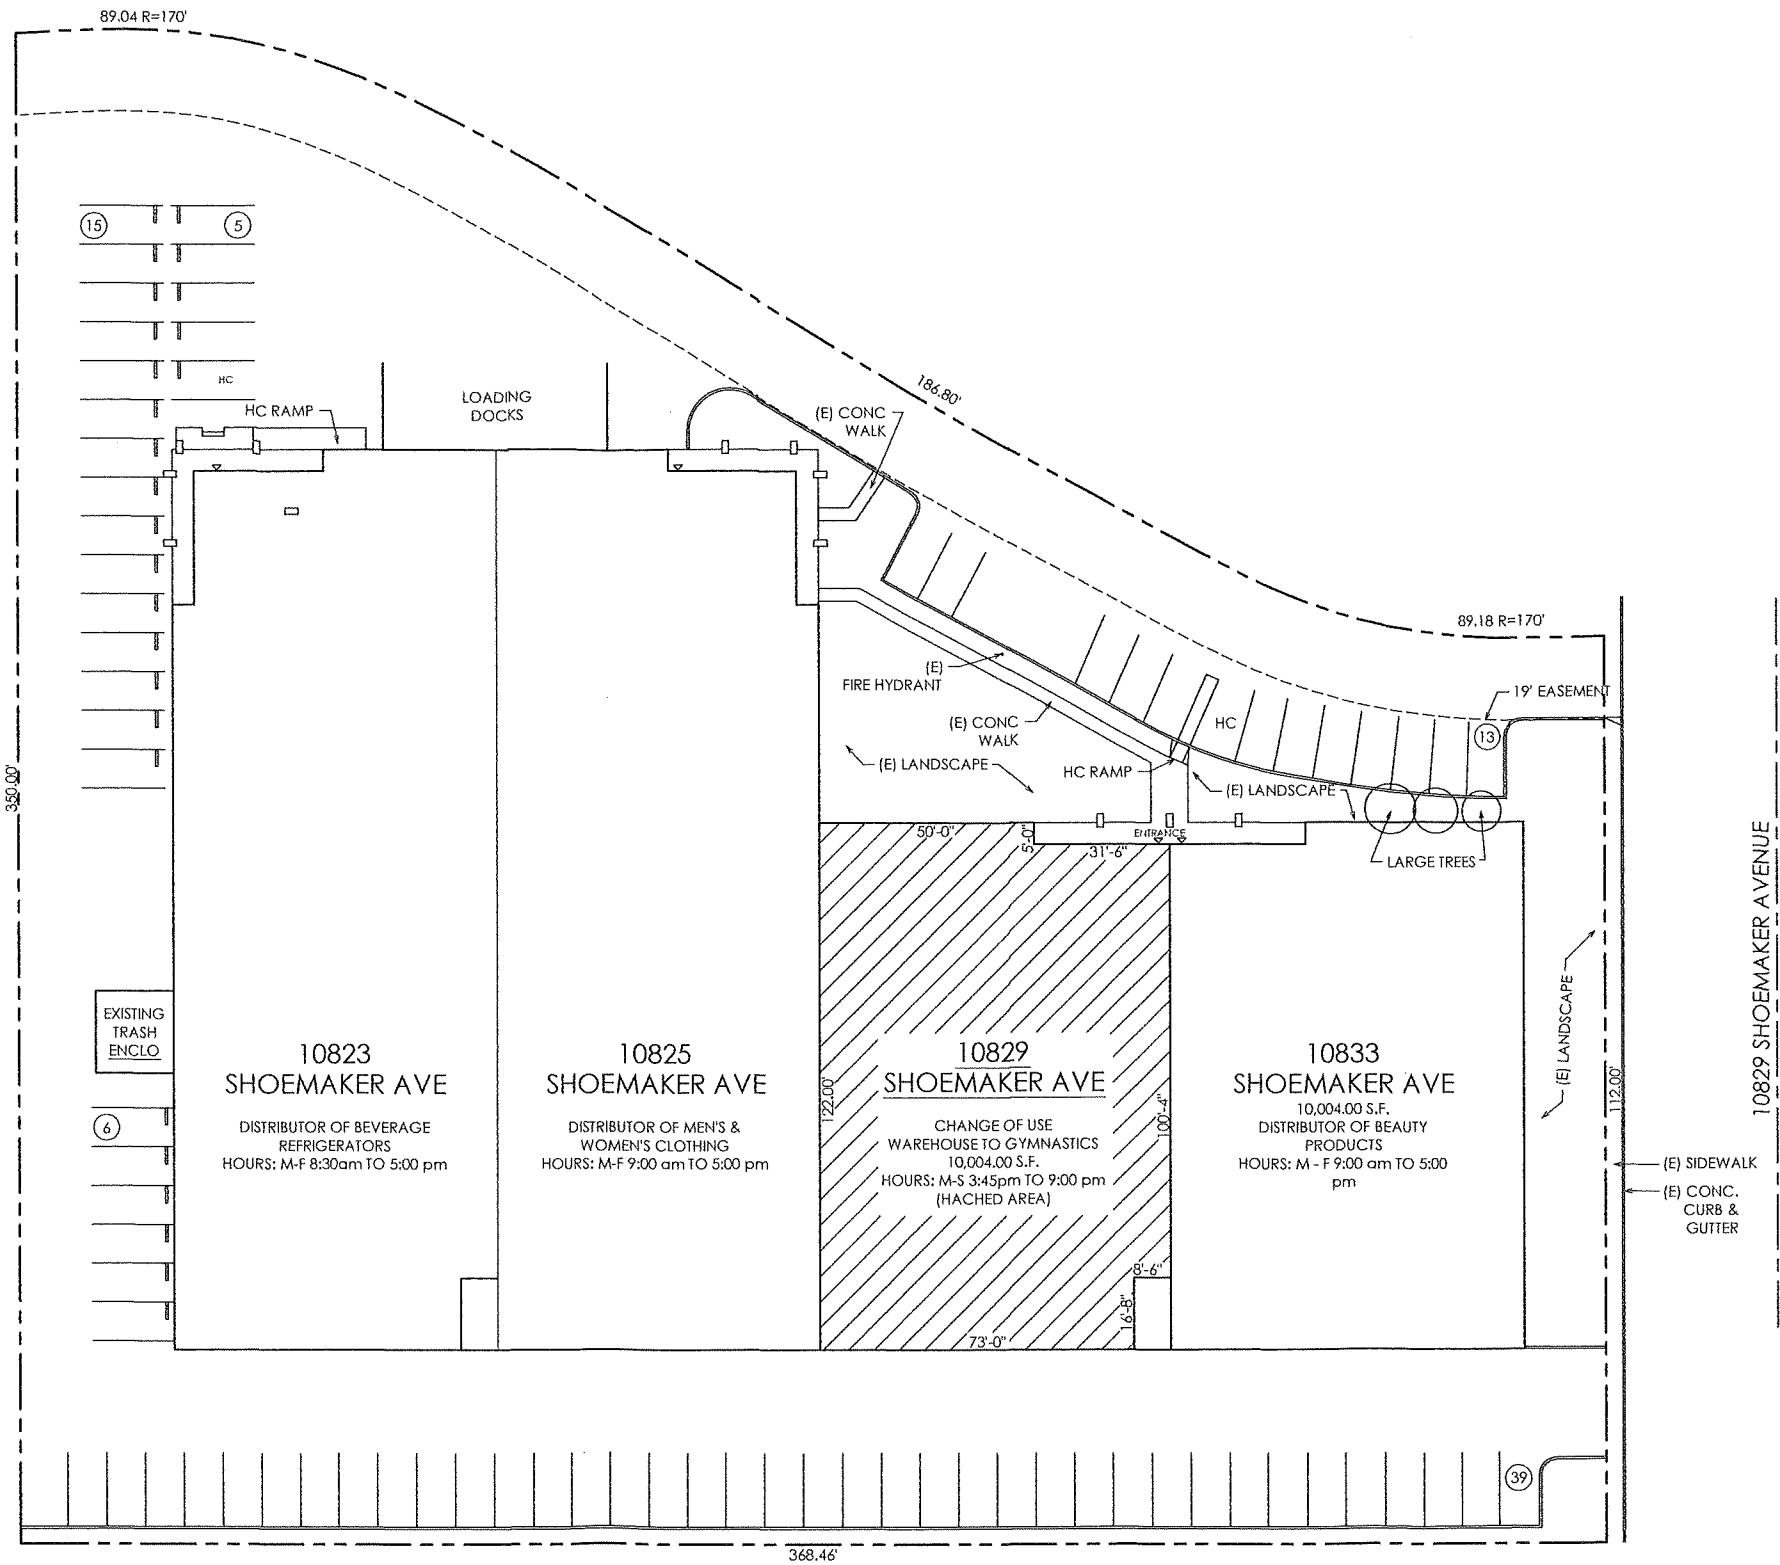 89.04 R=170'
15
5
HC
HC RAMP
LOADING
DOCKS
(E) CONC
WALK
186.80'
89.18 R=170'
19' EASEMENT
13
(E)
FIRE HYDRANT
(E) CONC
WALK
HC
HC RAMP
(E) LANDSCAPE
(E) LANDSCAPE
ENTRANCE
50'-0"
5'-0"
31'-6"
LARGE TREES
350.00'
EXISTING
TRASH
ENCLO
6
10823
SHOEMAKER AVE
DISTRIBUTOR OF BEVERAGE
REFRIGERATORS
HOURS: M-F 8:30am TO 5:00 pm
10825
SHOEMAKER AVE
DISTRIBUTOR OF MEN'S &
WOMEN'S CLOTHING
HOURS: M-F 9:00 am TO 5:00 pm
122.00'
10829
SHOEMAKER AVE
CHANGE OF USE
WAREHOUSE TO GYMNASTICS
10,004.00 S.F.
HOURS: M-S 3:45pm TO 9:00 pm
(HACHED AREA)
100'-4"
8'-6"
16'-8"
73'-0"
10833
SHOEMAKER AVE
10,004.00 S.F.
DISTRIBUTOR OF BEAUTY
PRODUCTS
HOURS: M - F 9:00 am TO 5:00
pm
(E) LANDSCAPE
112.00'
(E) SIDEWALK
(E) CONC.
CURB &
GUTTER
10829 SHOEMAKER AVENUE
39
368.46'